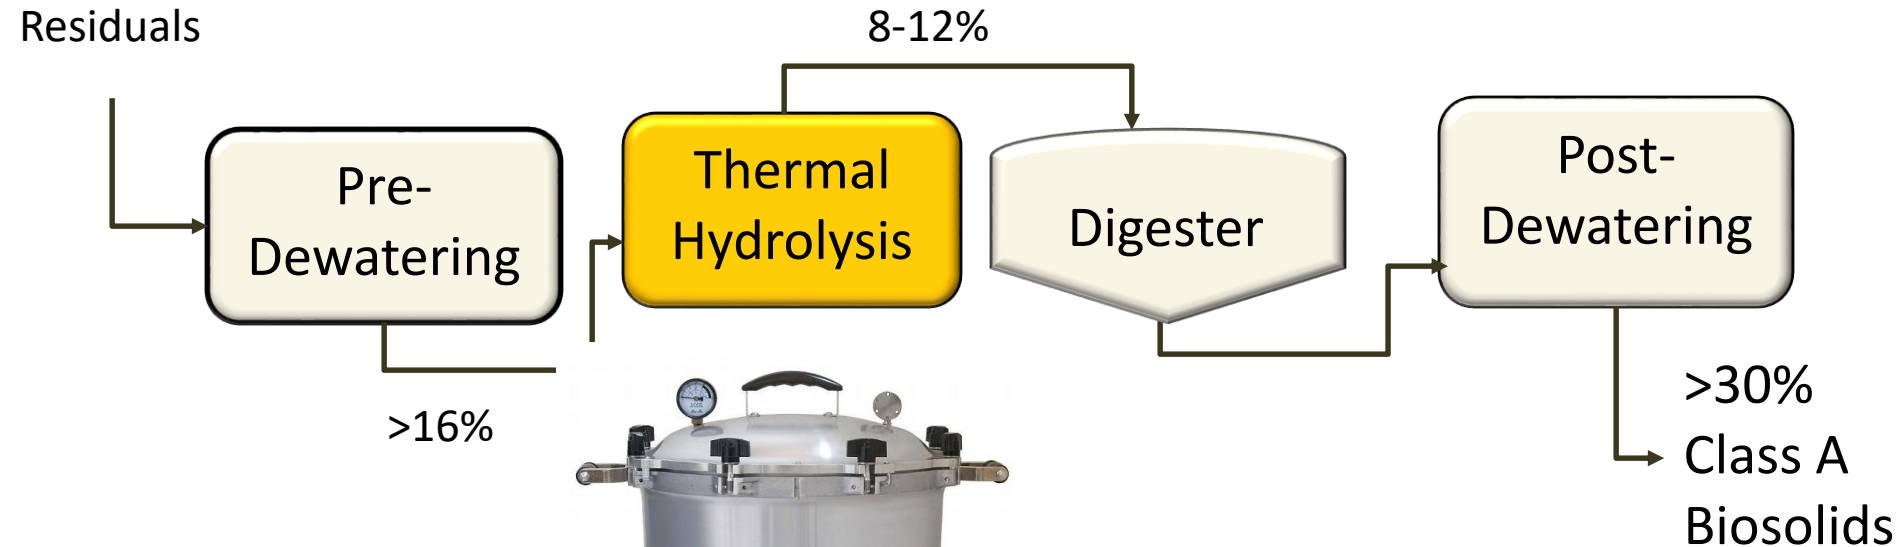 Residuals
8-12%
Pre-
Dewatering
Thermal
Hydrolysis
Digester
Post-
Dewatering
>16%
>30%
Class A
Biosolids